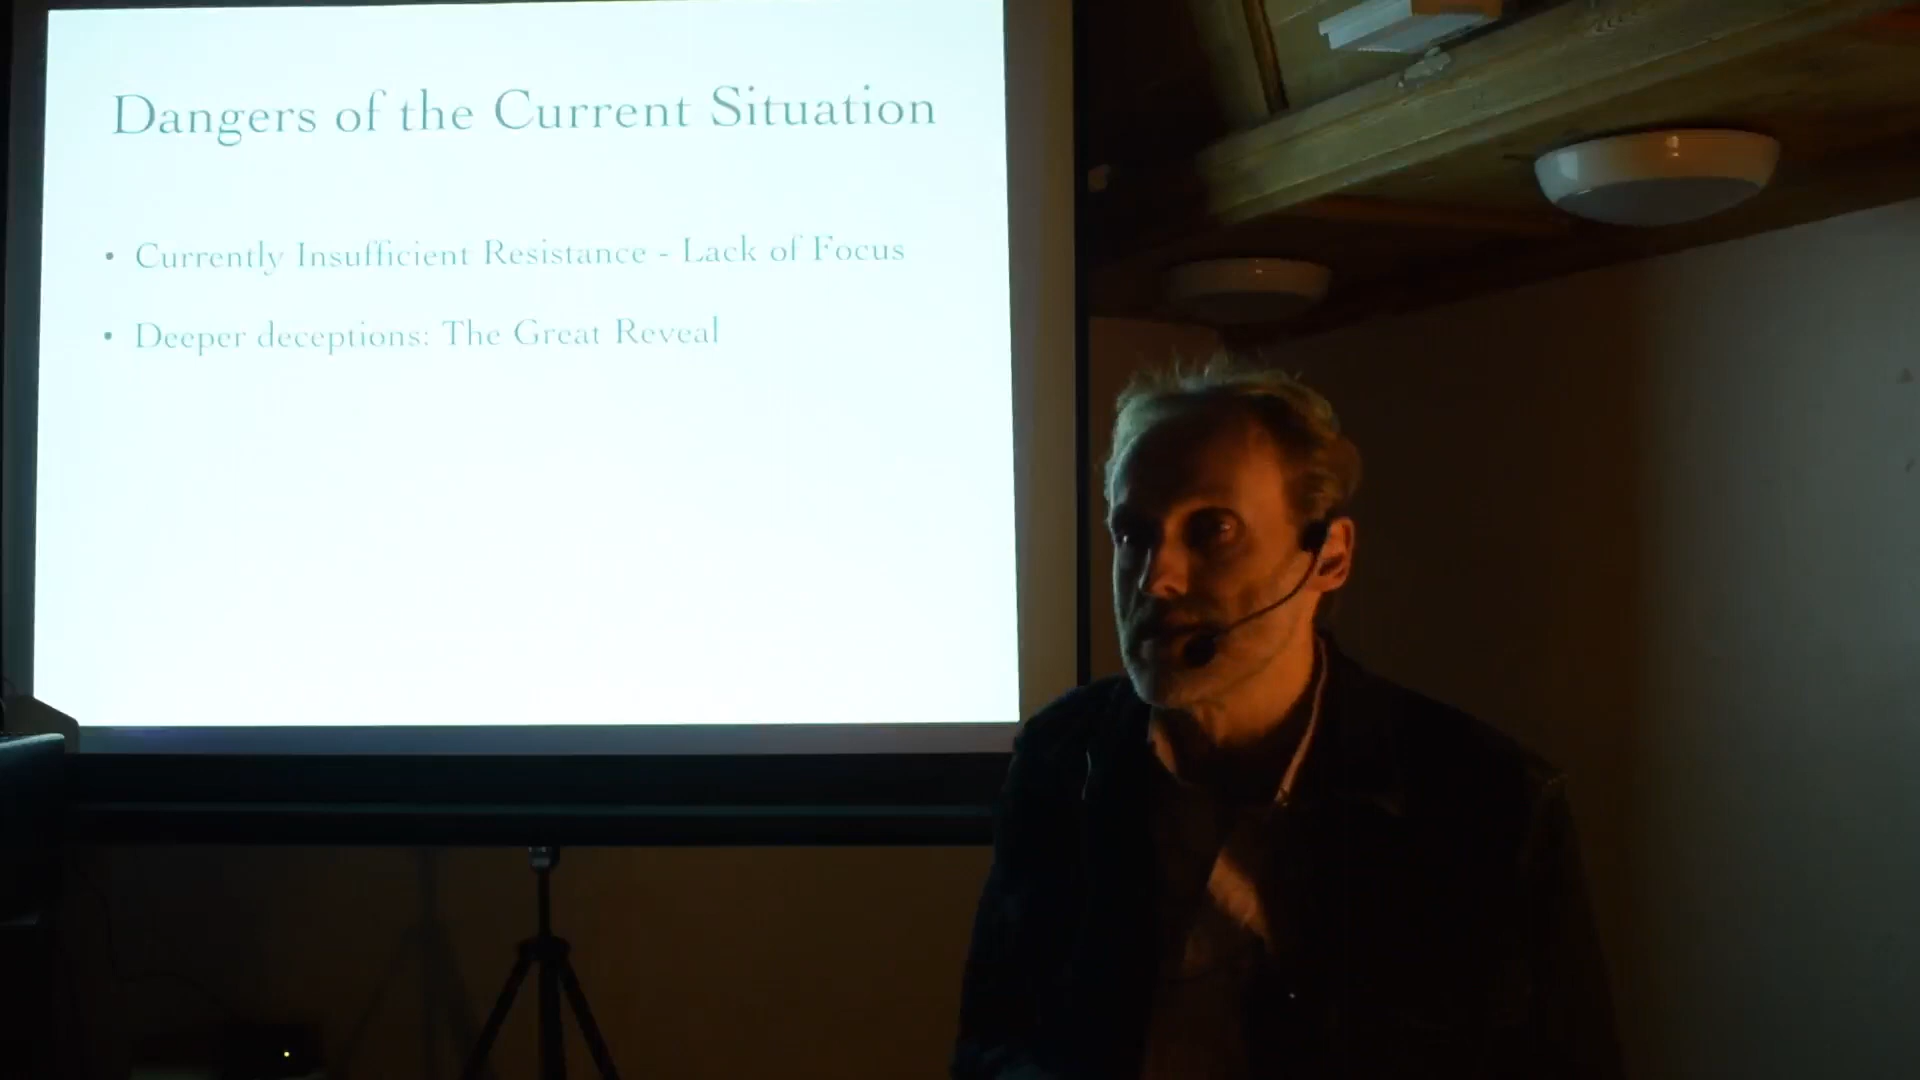 Dangers of the Current Situation
• Currently Insufficient Resistance - Lack of Focus
• Deeper deceptions: The Great Reveal